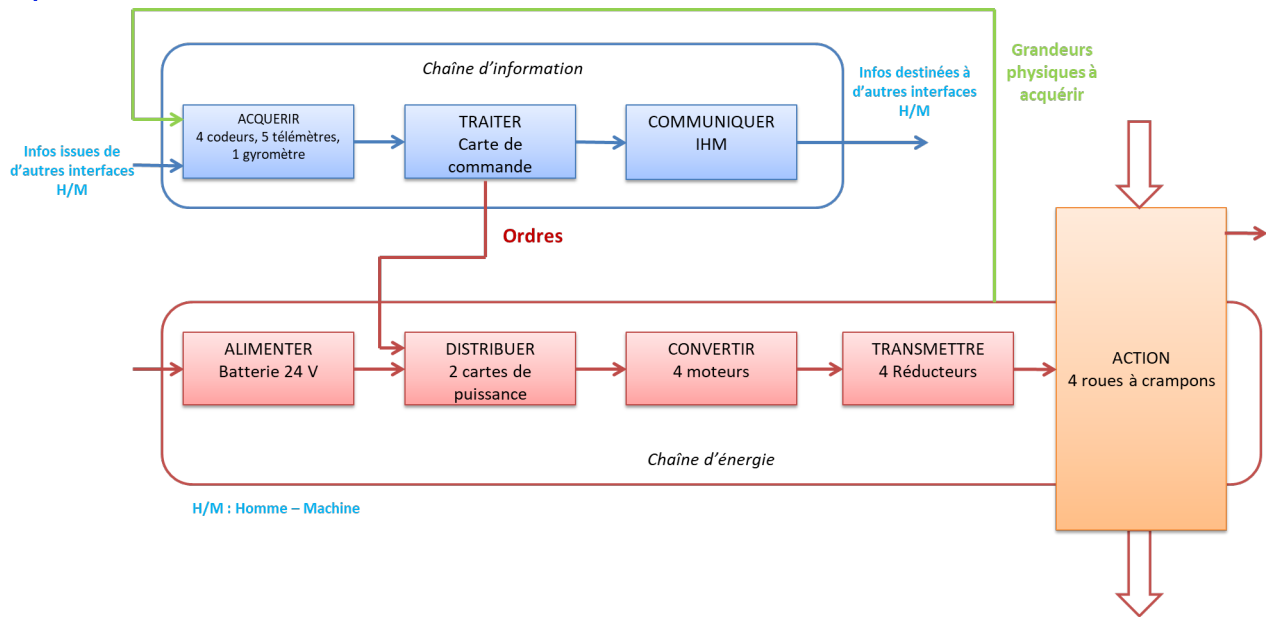 Chaîne d'information
Infos destinées à
d'autres interfaces
H/M
Grandeurs
physiques à
acquérir
Infos issues de
d'autres interfaces
H/M
ACQUERIR
4 codeurs, 5 télémètres,
1 gyromètre
TRAITER
Carte de
commande
COMMUNIQUER
IHM
Ordres
ALIMENTER
Batterie 24 V
DISTRIBUER
2 cartes de
puissance
CONVERTIR
4 moteurs
TRANSMETTRE
4 Réducteurs
ACTION
4 roues à crampons
Chaîne d'énergie
H/M : Homme – Machine